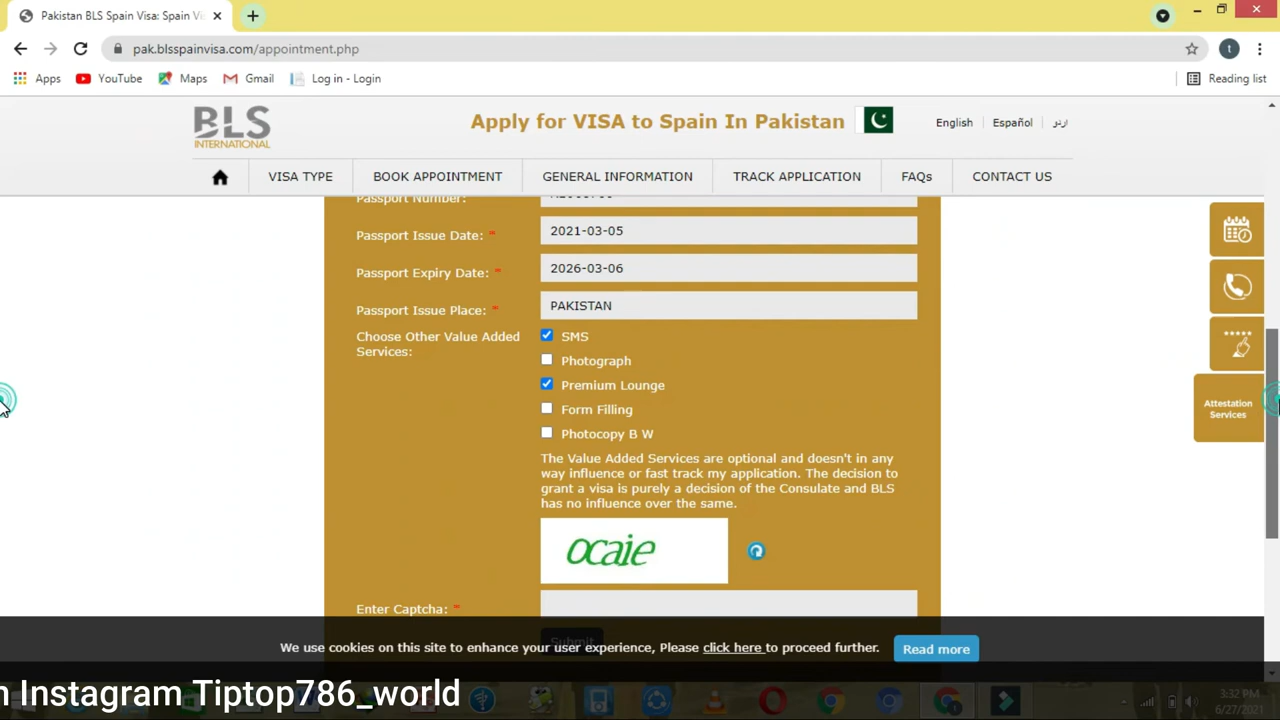 Pakistan BLS Spain Visa: Spain Vi
pak.blsspainvisa.com/appointment.php
t
Apps
YouTube
Maps
Gmail
Log in - Login
Reading list
BLS
INTERNATIONAL
Apply for VISA to Spain In Pakistan
English
Español
اردو
VISA TYPE
BOOK APPOINTMENT
GENERAL INFORMATION
TRACK APPLICATION
FAQs
CONTACT US
Passport Number:
Passport Issue Date: *
2021-03-05
Passport Expiry Date: *
2026-03-06
Passport Issue Place: *
PAKISTAN
Choose Other Value Added
Services:
SMS
Photograph
Premium Lounge
Form Filling
Photocopy B W
The Value Added Services are optional and doesn't in any
way influence or fast track my application. The decision to
grant a visa is purely a decision of the Consulate and BLS
has no influence over the same.
ocaie
Enter Captcha: *
Submit
Attestation
Services
We use cookies on this site to enhance your user experience, Please click here to proceed further.
Read more
n Instagram Tiptop786_world
3:32 PM
6/27/2021